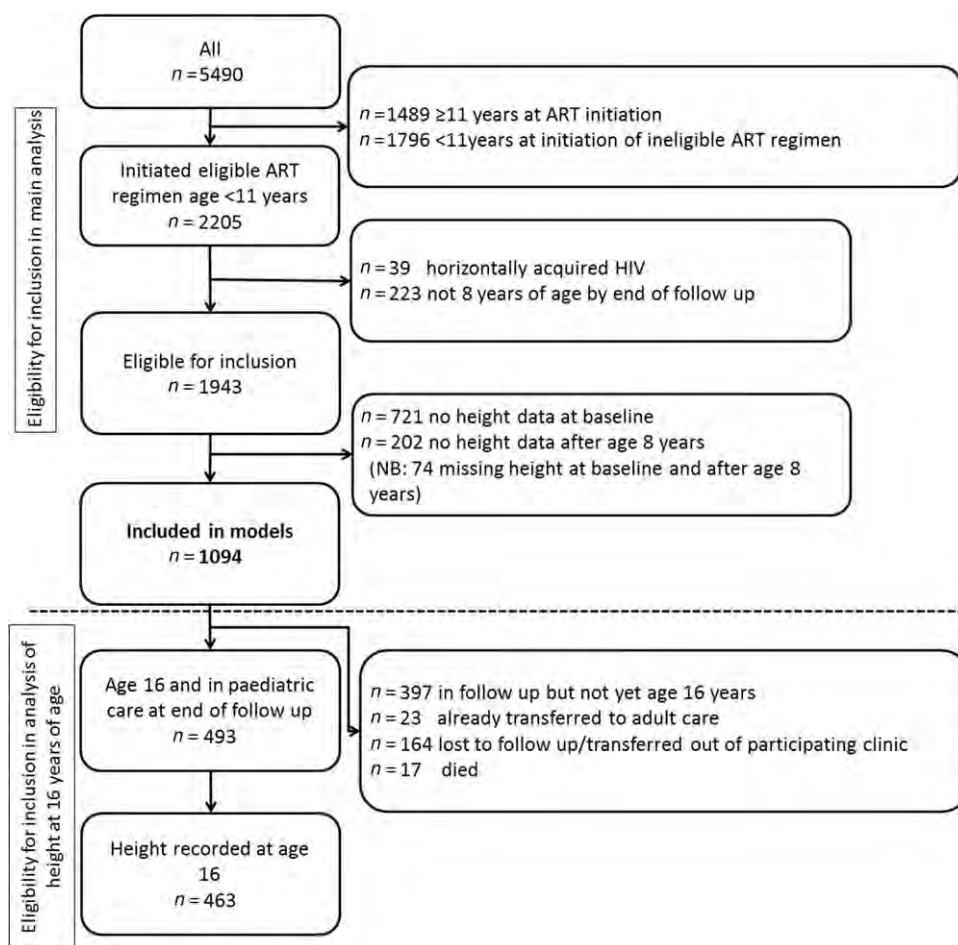 All
n = 5490
n = 1489 ≥11 years at ART initiation
n = 1796 <11years at initiation of ineligible ART regimen
Initiated eligible ART
regimen age <11 years
n = 2205
n = 39 horizontally acquired HIV
n = 223 not 8 years of age by end of follow up
Eligible for inclusion
n = 1943
n = 721 no height data at baseline
n = 202 no height data after age 8 years
(NB: 74 missing height at baseline and after age 8
years)
Included in models
n = 1094
Eligibility for inclusion in main analysis
Age 16 and in paediatric
care at end of follow up
n = 493
n = 397 in follow up but not yet age 16 years
n = 23 already transferred to adult care
n = 164 lost to follow up/transferred out of participating clinic
n = 17 died
Height recorded at age
16
n = 463
Eligibility for inclusion in analysis of
height at 16 years of age